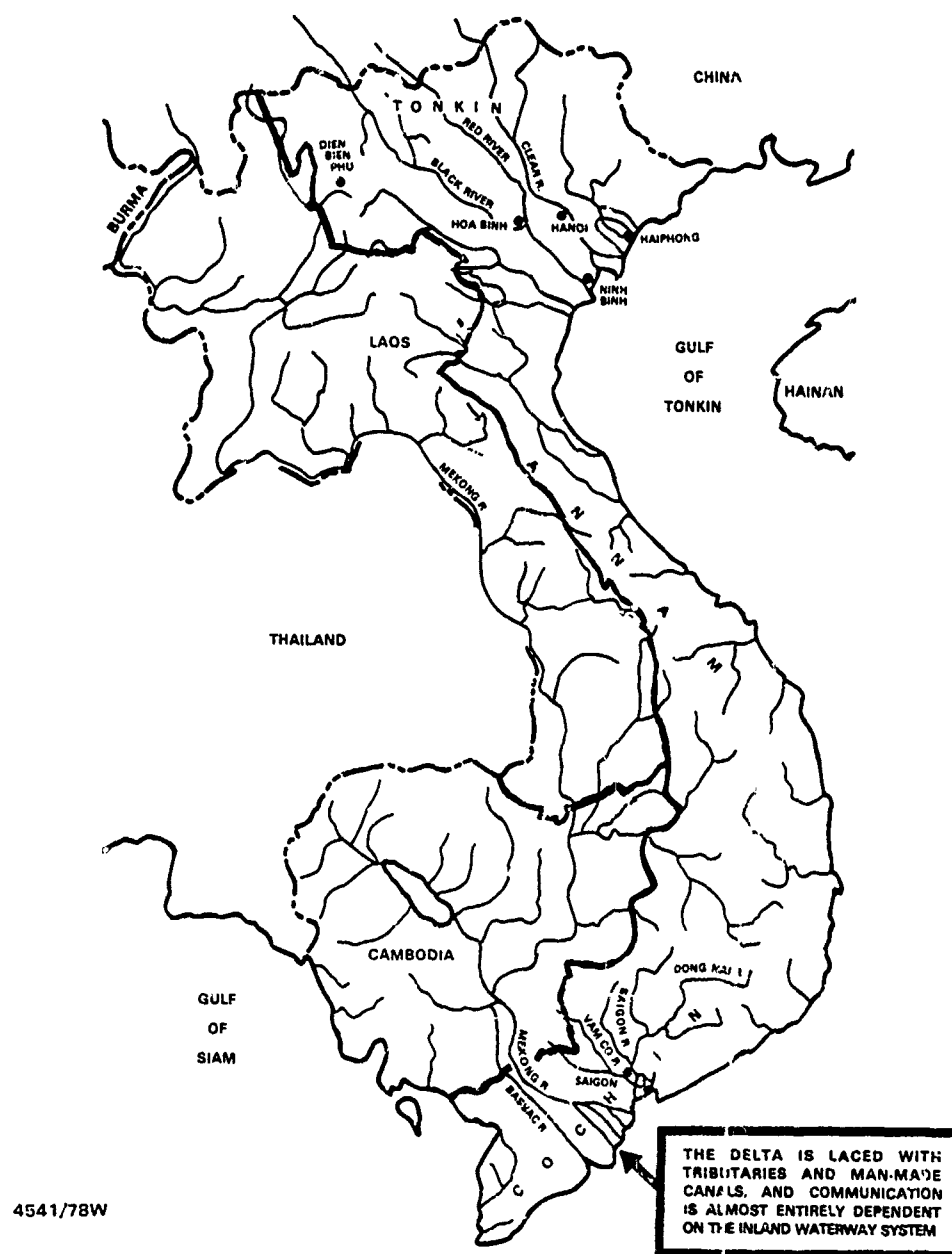 CHINA
TONKIN
RED RIVER
CLEAR R.
DIEN
BIEN
PHU
BLACK RIVER
BURMA
HOA BINH
HANOI
HAIPHONG
NINH
BINH
LAOS
GULF
OF
TONKIN
HAINAN
MEKONG R
ANNAM
THAILAND
CAMBODIA
DONG
SAIGON R
VAM CO R
GULF
OF
SIAM
MEKONG R
SAIGON
BASSAC R
COCHIN
THE DELTA IS LACED WITH
TRIBUTARIES AND MAN-MADE
CANALS, AND COMMUNICATION
IS ALMOST ENTIRELY DEPENDENT
ON THE INLAND WATERWAY SYSTEM
4541/78W